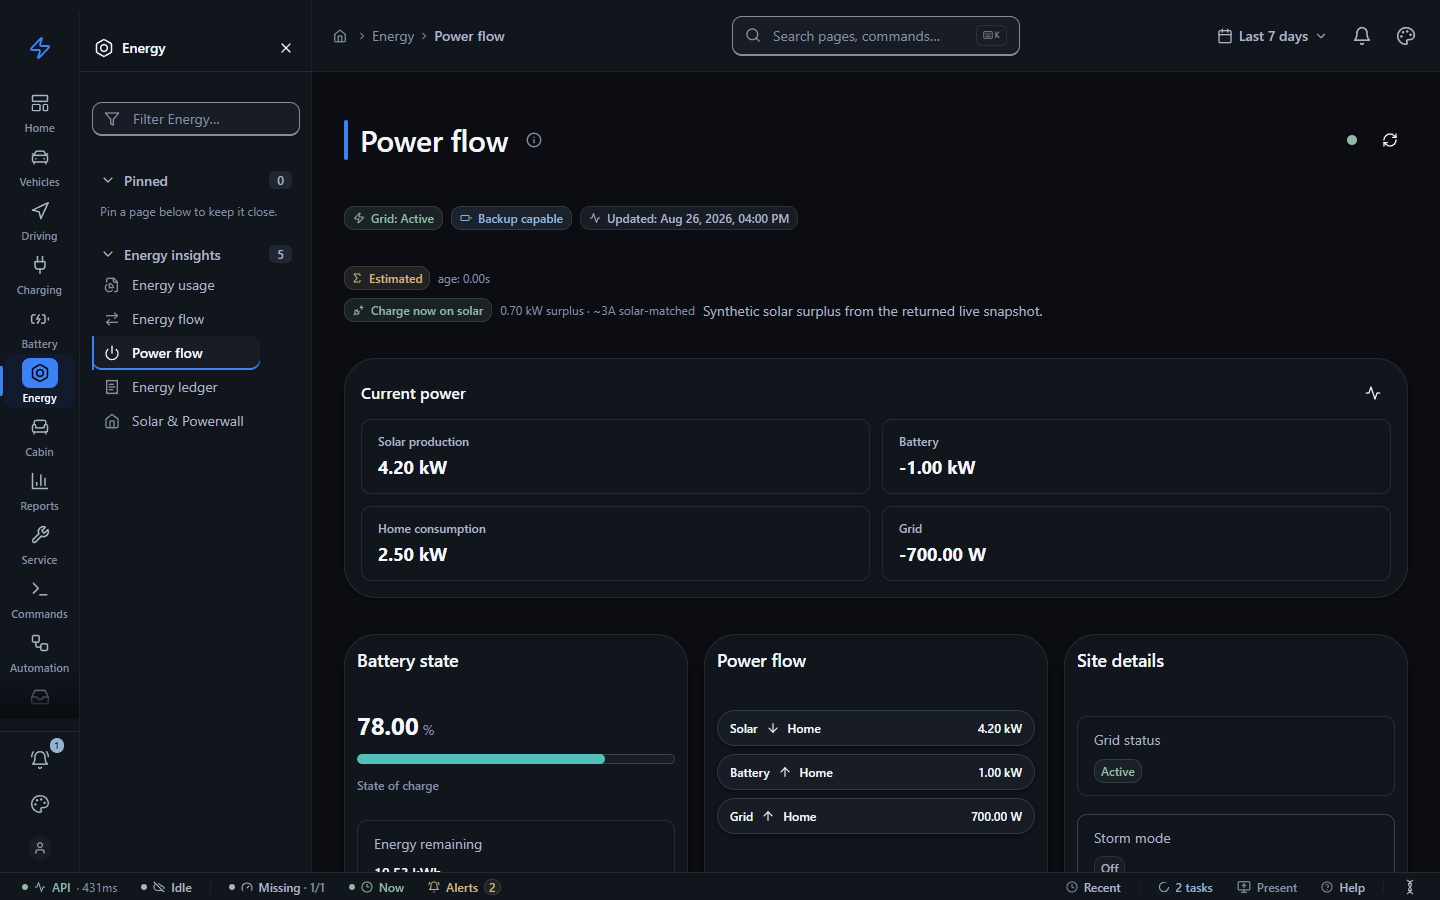 Energy
Energy > Power flow
Search pages, commands...
K
Last 7 days
Home
Vehicles
Driving
Charging
Battery
Energy
Cabin
Reports
Service
Commands
Automation
1
Filter Energy...
Pinned 0
Pin a page below to keep it close.
Energy insights 5
Energy usage
Energy flow
Power flow
Energy ledger
Solar & Powerwall
Power flow
Grid: Active
Backup capable
Updated: Aug 26, 2026, 04:00 PM
Estimated age: 0.00s
Charge now on solar 0.70 kW surplus · ~3A solar-matched Synthetic solar surplus from the returned live snapshot.
Current power
Solar production
4.20 kW
Battery
-1.00 kW
Home consumption
2.50 kW
Grid
-700.00 W
Battery state
78.00 %
State of charge
Energy remaining
Power flow
Solar ↓ Home 4.20 kW
Battery ↑ Home 1.00 kW
Grid ↑ Home 700.00 W
Site details
Grid status
Active
Storm mode
Off
API · 431ms
Idle
Missing · 1/1
Now
Alerts 2
Recent
2 tasks
Present
Help